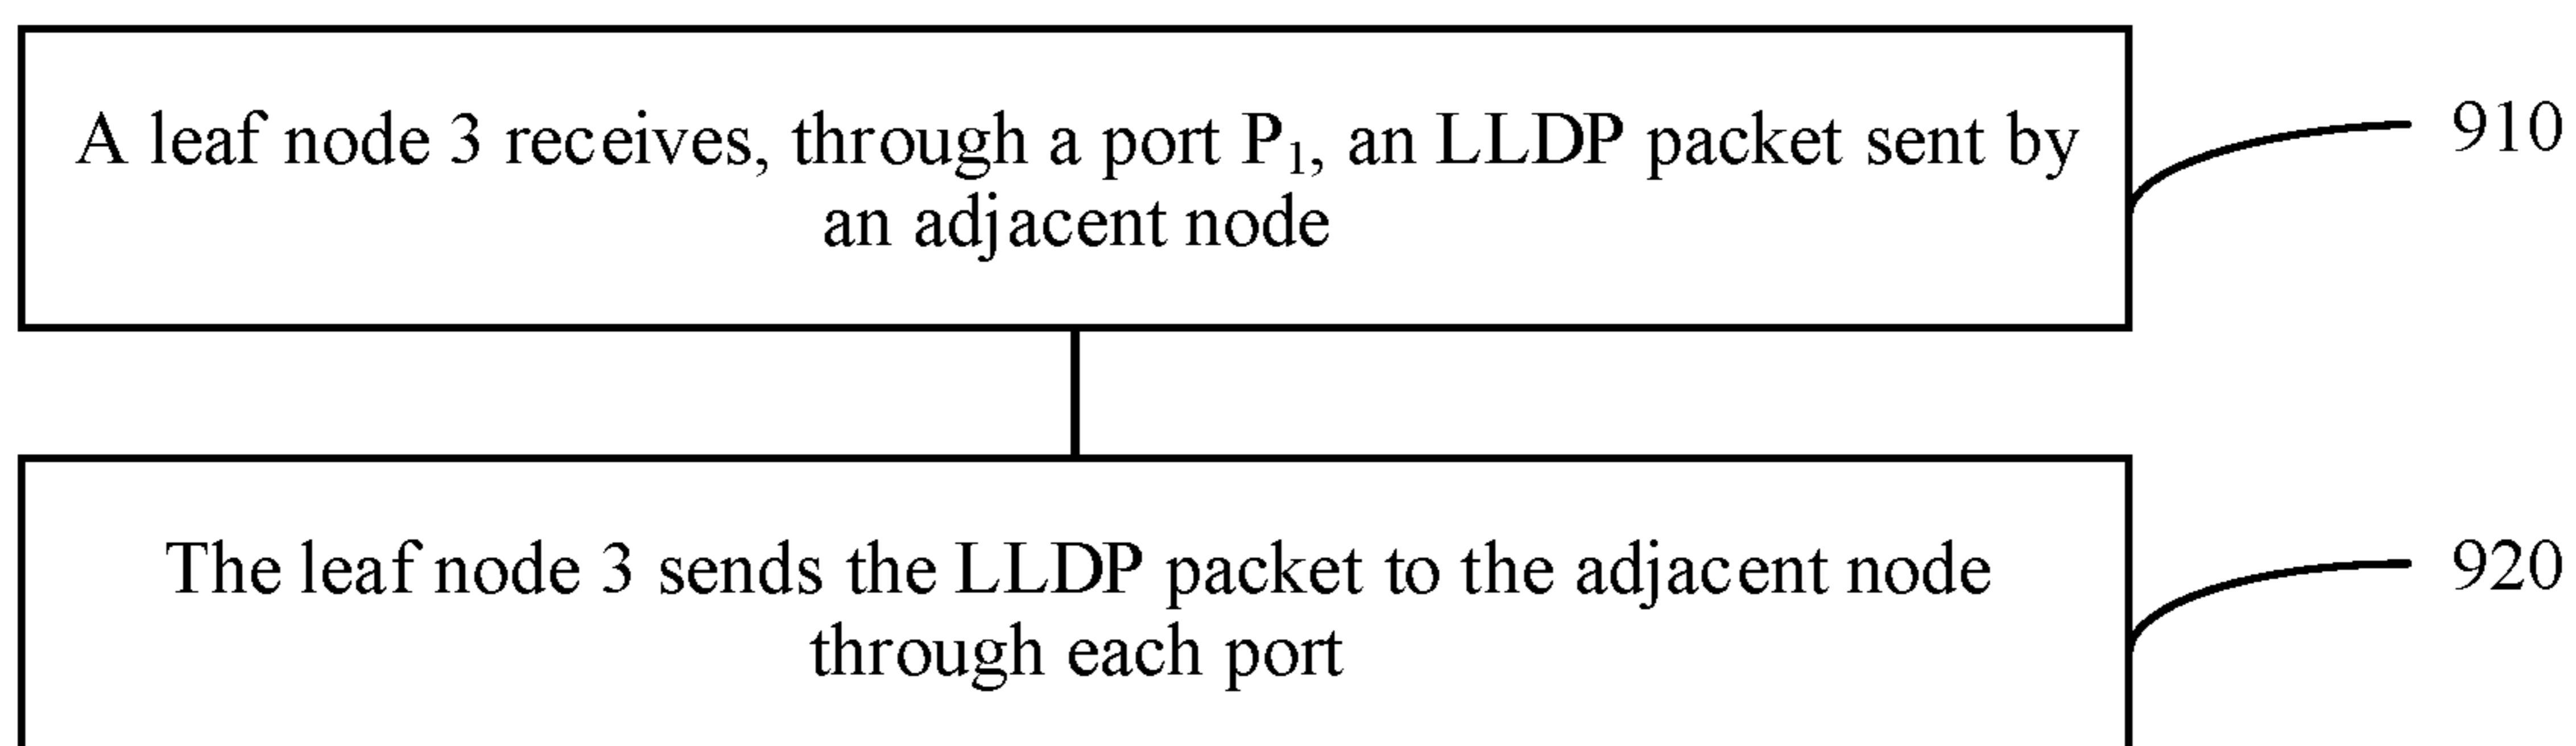 A leaf node 3 receives, through a port P₁, an LLDP packet sent by
an adjacent node
910
The leaf node 3 sends the LLDP packet to the adjacent node
through each port
920